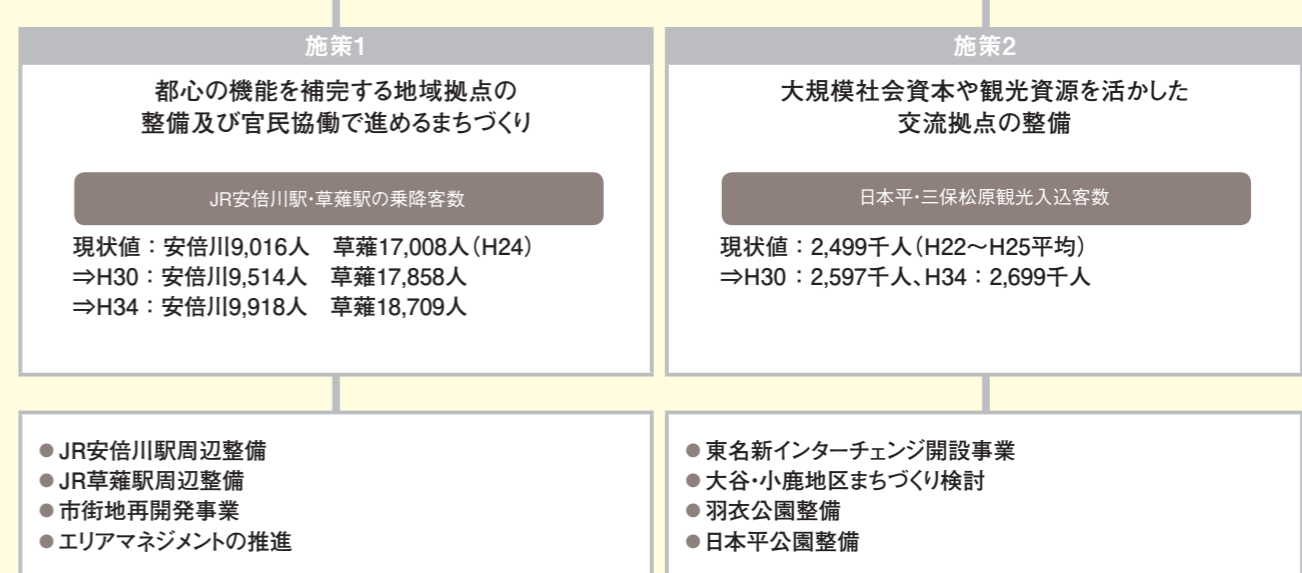 施策1
都心の機能を補完する地域拠点の
整備及び官民協働で進めるまちづくり
JR安倍川駅・草薙駅の乗降客数
現状値：安倍川9,016人　草薙17,008人（H24）
⇒H30：安倍川9,514人　草薙17,858人
⇒H34：安倍川9,918人　草薙18,709人
● JR安倍川駅周辺整備
● JR草薙駅周辺整備
● 市街地再開発事業
● エリアマネジメントの推進
施策2
大規模社会資本や観光資源を活かした
交流拠点の整備
日本平・三保松原観光入込客数
現状値：2,499千人（H22～H25平均）
⇒H30：2,597千人、H34：2,699千人
● 東名新インターチェンジ開設事業
● 大谷・小鹿地区まちづくり検討
● 羽衣公園整備
● 日本平公園整備